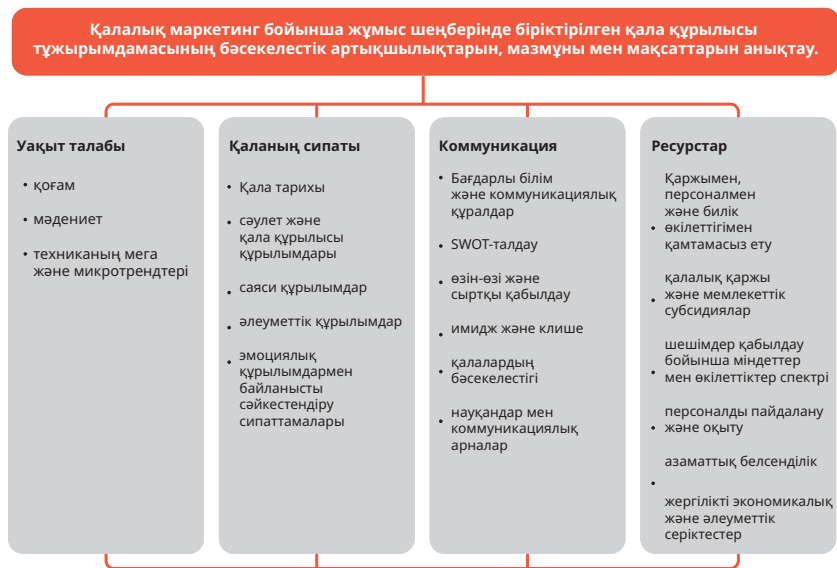 Қалалық маркетинг бойынша жұмыс шеңберінде біріктірілген қала құрылысы
тұжырымдамасының бәсекелестік артықшылықтарын, мазмұны мен мақсаттарын анықтау.
Уақыт талабы
• қоғам
• мәдениет
• техниканың мега
және микротрендтері
Қаланың сипаты
• Қала тарихы
• сәулет және
қала құрылысы
құрылымдары
• саяси құрылымдар
• әлеуметтік құрылымдар
• эмоциялық
құрылымдармен
байланысты
сәйкестендіру
сипаттамалары
Коммуникация
• Бағдарлы білім
және коммуникациялық
құралдар
• SWOT-талдау
• өзін-өзі және
сыртқы қабылдау
• имидж және клише
• қалалардың
бәсекелестігі
• науқандар мен
коммуникациялық
арналар
Ресурстар
Қаржымен,
персоналмен
және билік
• өкілеттігімен
қамтамасыз ету
қалалық қаржы
• және мемлекеттік
субсидиялар
шешімдер қабылдау
бойынша міндеттер
• мен өкілеттіктер спектрі
персоналды пайдалану
• және оқыту
азаматтық белсенділік
•
жергілікті экономикалық
және әлеуметтік
серіктестер